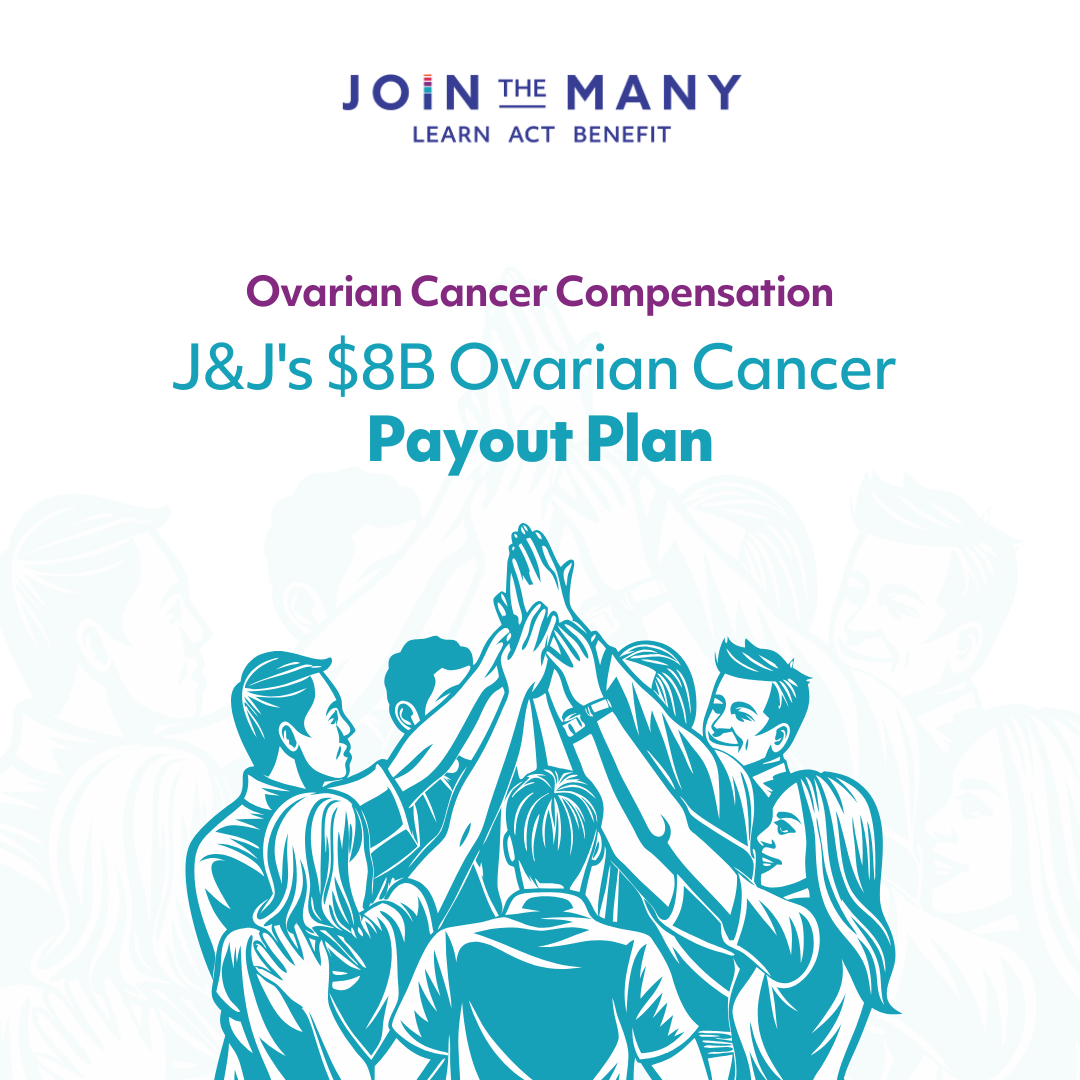 JOIN THE MANY
LEARN ACT BENEFIT
Ovarian Cancer Compensation
J&J's $8B Ovarian Cancer
Payout Plan